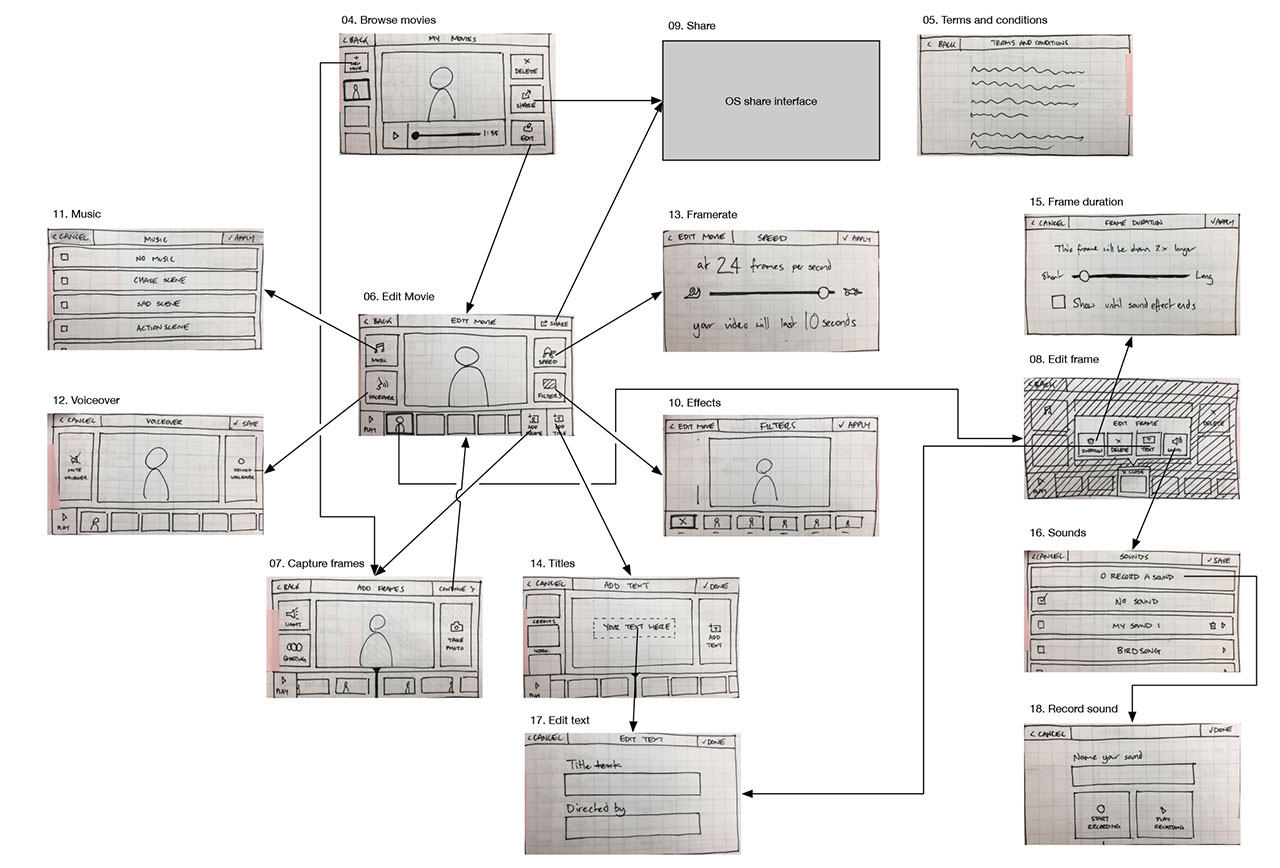 04. Browse movies
< BACK
MY MOVIES
+
NEW
MOVIE
×
DELETE
SHARE
EDIT
1:35
09. Share
OS share interface
05. Terms and conditions
< BACK
TERMS AND CONDITIONS
11. Music
< CANCEL
MUSIC
✓ APPLY
NO MUSIC
CHASE SCENE
SAD SCENE
ACTION SCENE
06. Edit Movie
< BACK
EDIT MOVIE
SHARE
MUSIC
SPEED
VOICEOVER
FILTERS
PLAY
ADD
FRAME
ADD
TITLE
13. Framerate
< EDIT MOVIE
SPEED
✓ APPLY
at 24 frames per second
your video will last 10 seconds
15. Frame duration
< CANCEL
FRAME DURATION
✓APPLY
This frame will be shown 2x longer
Short
Long
Show until sound effect ends
12. Voiceover
< CANCEL
VOICEOVER
✓ SAVE
MUTE
VOICEOVER
RECORD
VOICEOVER
PLAY
10. Effects
< EDIT MOVIE
FILTERS
✓ APPLY
08. Edit frame
< BACK
EDIT FRAME
×
DELETE
DURATION
DELETE
TEXT
SOUND
× CLOSE
PLAY
07. Capture frames
< BACK
ADD FRAMES
CONTINUE >
LIGHT
GHOSTING
TAKE
PHOTO
PLAY
14. Titles
< CANCEL
ADD TEXT
✓ DONE
CREDITS
INTRO.
YOUR TEXT HERE
ADD
TEXT
PLAY
16. Sounds
< CANCEL
SOUNDS
✓ SAVE
O RECORD A SOUND
NO SOUND
MY SOUND 1
BIRDSONG
17. Edit text
< CANCEL
EDIT TEXT
✓ DONE
Title text
Directed by
18. Record sound
< CANCEL
✓DONE
Name your sound
START
RECORDING
PLAY
RECORDING